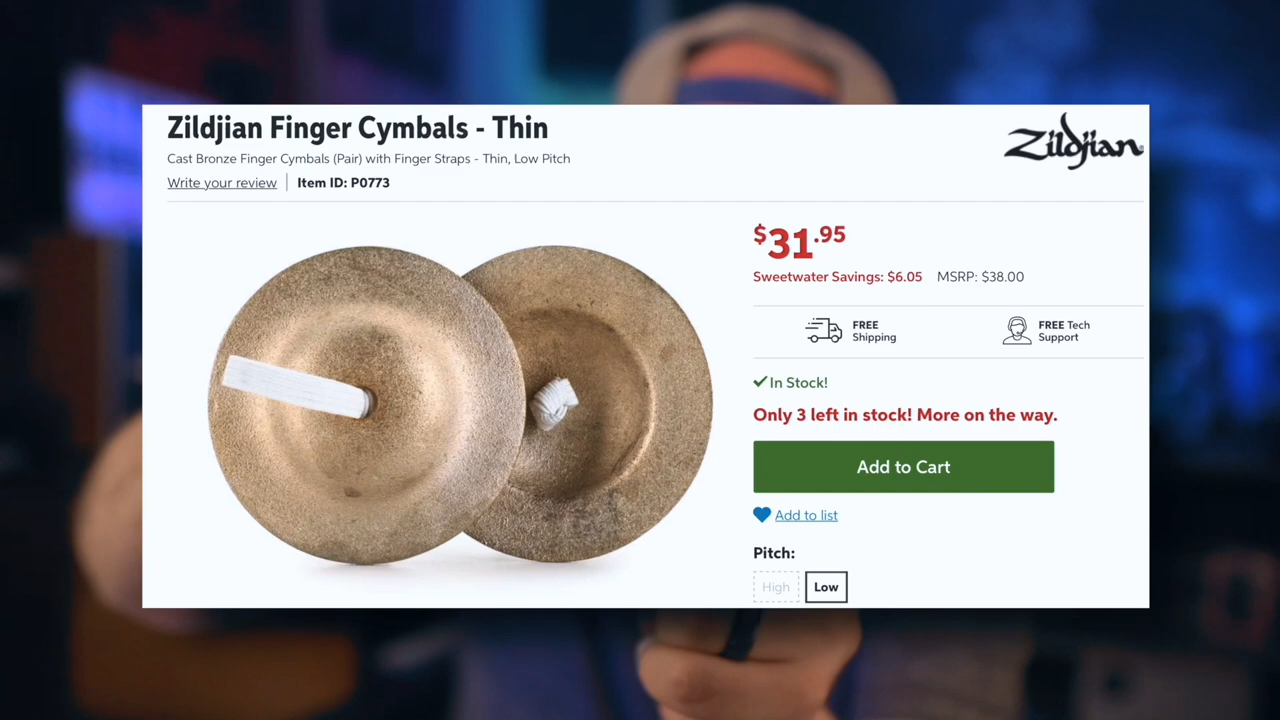 Zildjian Finger Cymbals - Thin
Zildjian
Cast Bronze Finger Cymbals (Pair) with Finger Straps - Thin, Low Pitch
Write your review Item ID: P0773
$31.95
Sweetwater Savings: $6.05 MSRP: $38.00
FREE
Shipping
FREE Tech
Support
In Stock!
Only 3 left in stock! More on the way.
Add to Cart
Add to list
Pitch:
High Low